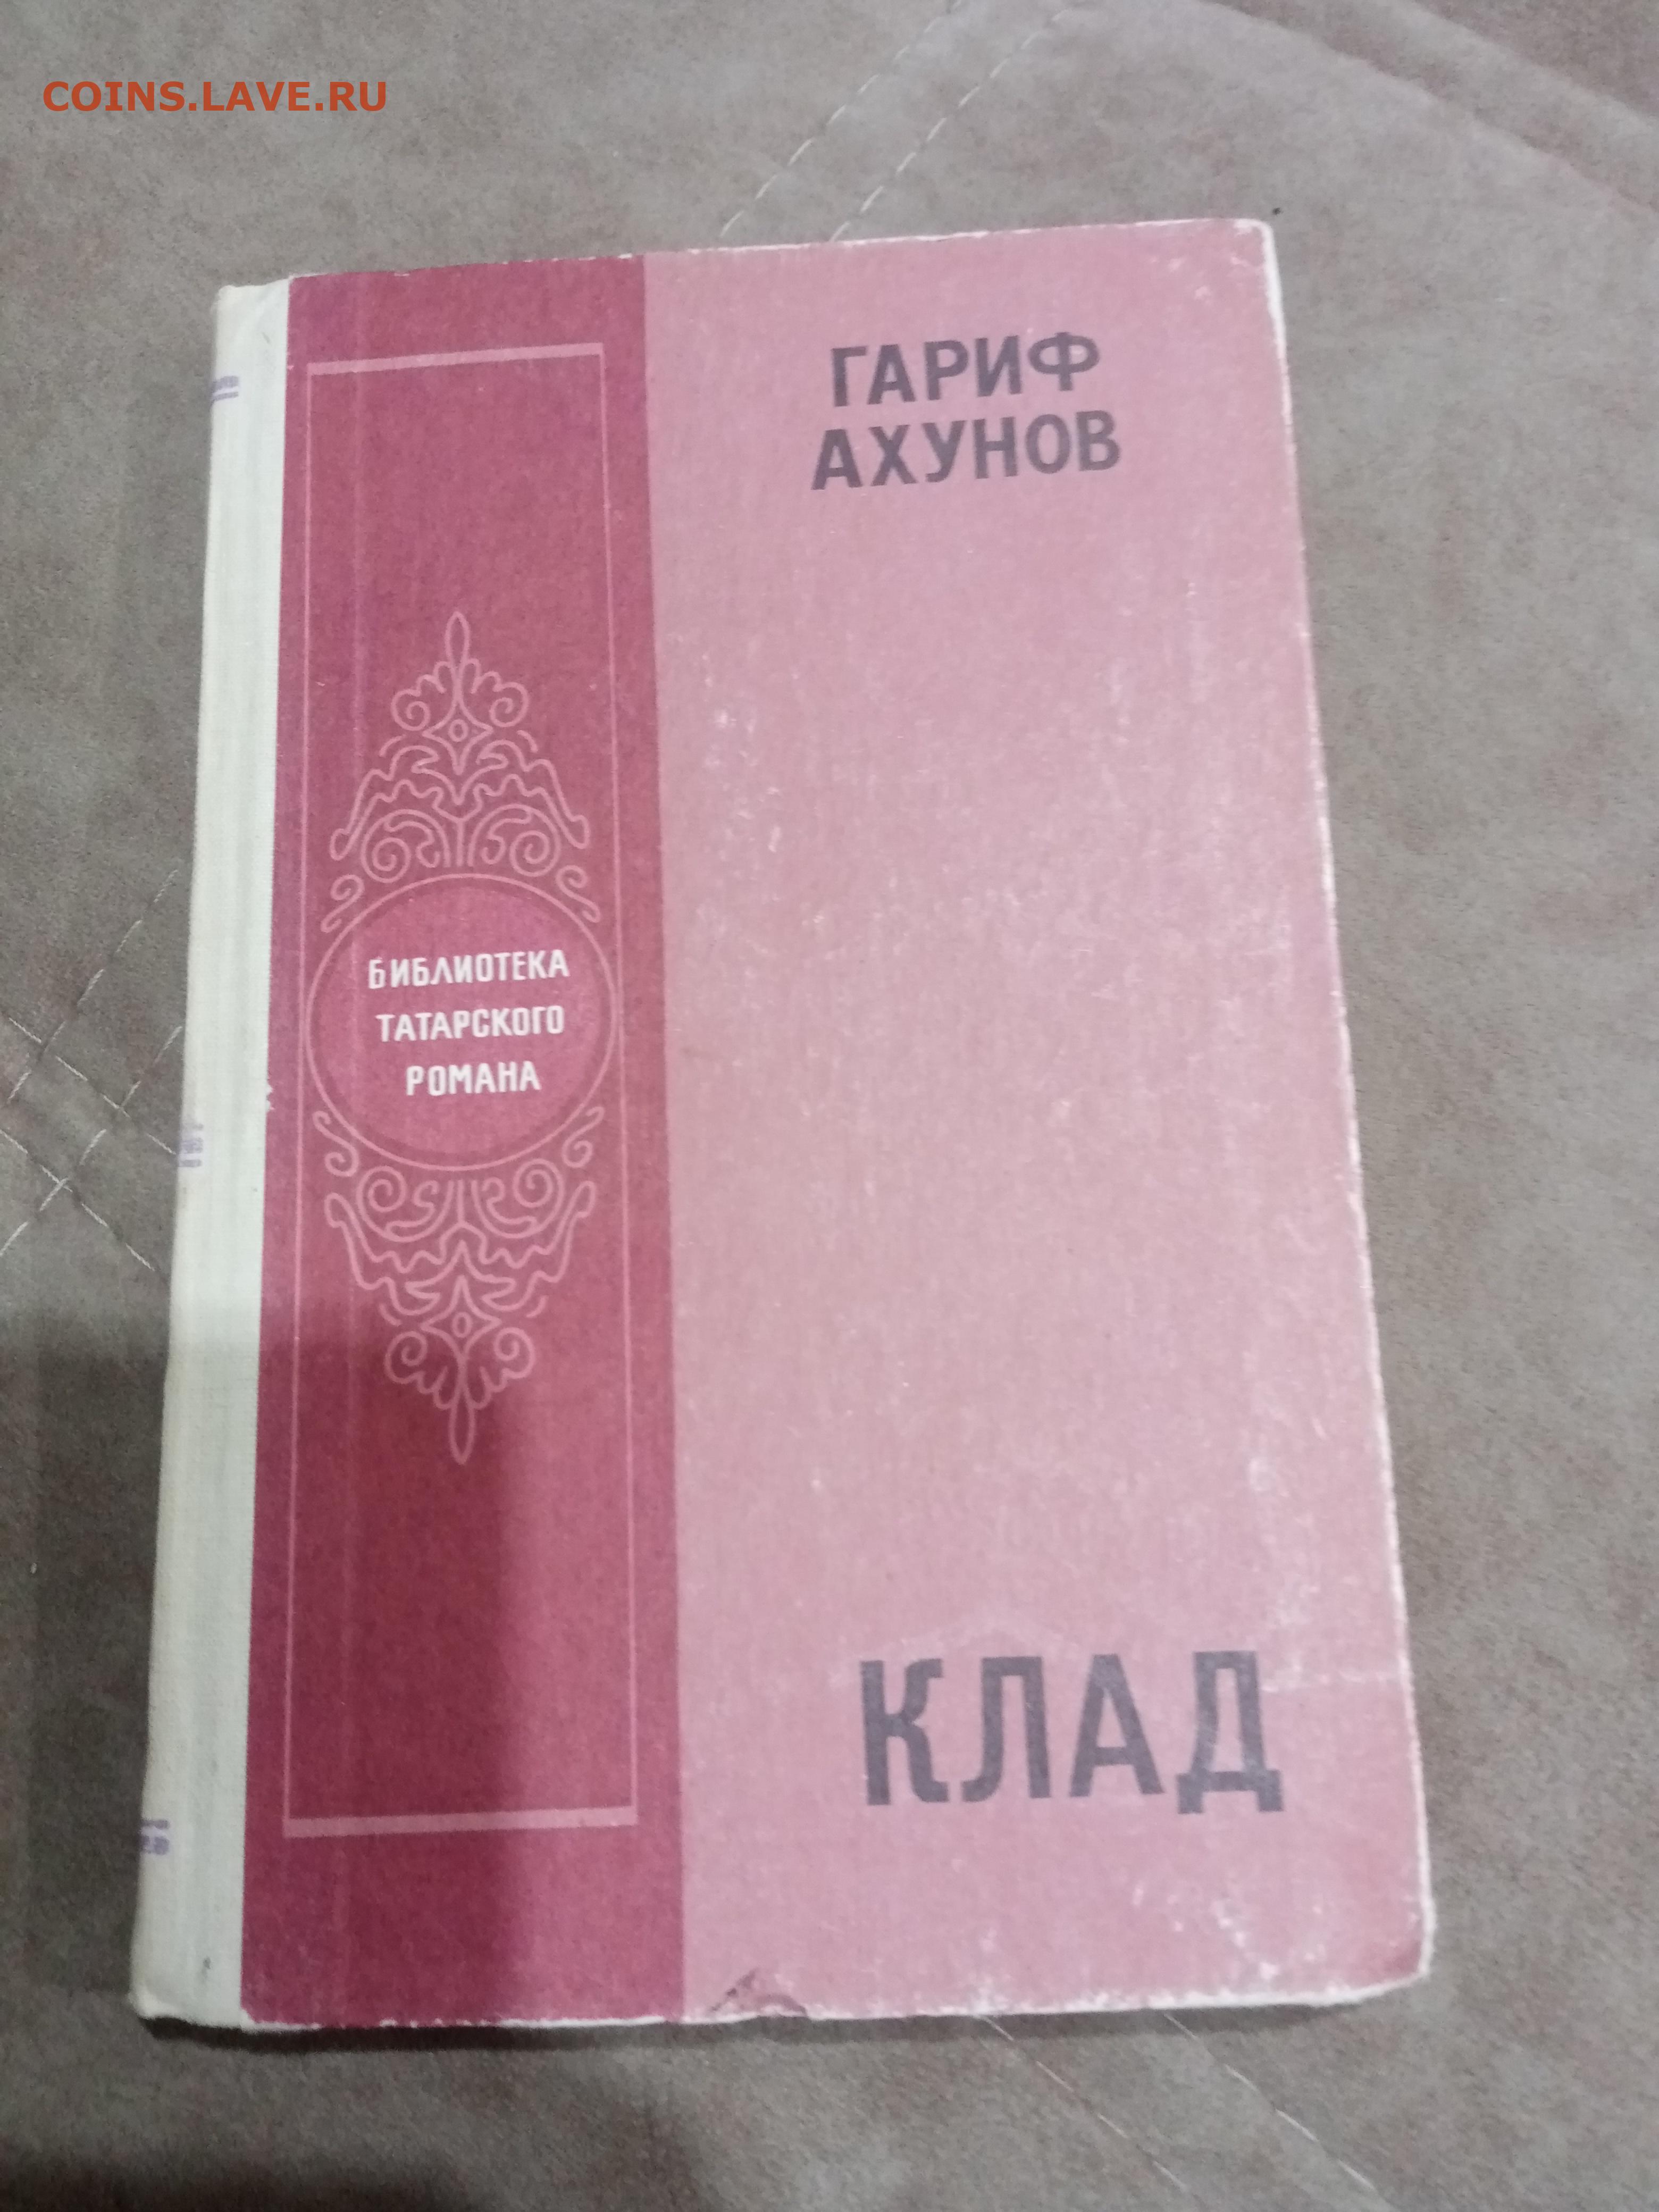 COINS.LAVE.RU
ГАРИФ
АХУНОВ
БИБЛИОТЕКА
ТАТАРСКОГО
РОМАНА
КЛАД